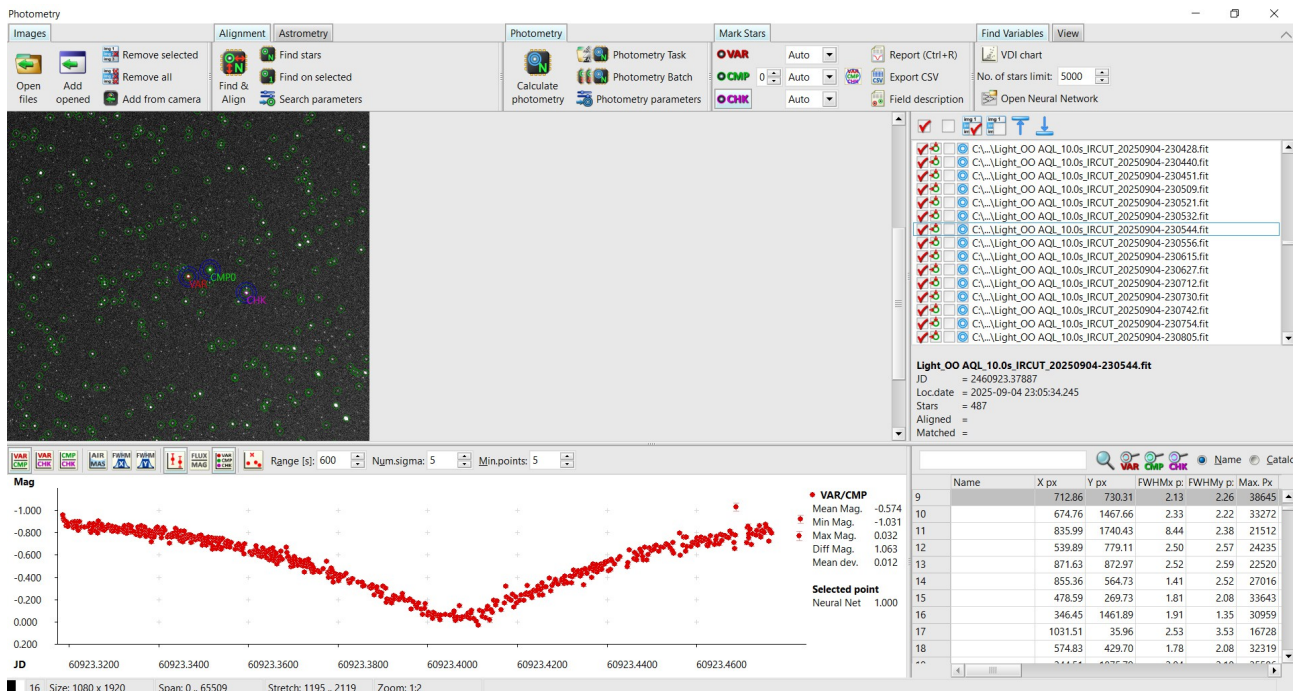 Photometry
Images
Alignment Astrometry
Photometry
Mark Stars
Find Variables View
Open files
Add opened
Remove selected
Remove all
Add from camera
Find & Align
Find stars
Find on selected
Search parameters
Calculate photometry
Photometry Task
Photometry Batch
Photometry parameters
VAR Auto
CMP 0 Auto
CHK Auto
Report (Ctrl+R)
Export CSV
Field description
VDI chart
No. of stars limit: 5000
Open Neural Network
VAR
CMP0
CHK
C:\...\Light_OO AQL_10.0s_IRCUT_20250904-230428.fit
C:\...\Light_OO AQL_10.0s_IRCUT_20250904-230440.fit
C:\...\Light_OO AQL_10.0s_IRCUT_20250904-230451.fit
C:\...\Light_OO AQL_10.0s_IRCUT_20250904-230509.fit
C:\...\Light_OO AQL_10.0s_IRCUT_20250904-230521.fit
C:\...\Light_OO AQL_10.0s_IRCUT_20250904-230532.fit
C:\...\Light_OO AQL_10.0s_IRCUT_20250904-230544.fit
C:\...\Light_OO AQL_10.0s_IRCUT_20250904-230556.fit
C:\...\Light_OO AQL_10.0s_IRCUT_20250904-230615.fit
C:\...\Light_OO AQL_10.0s_IRCUT_20250904-230627.fit
C:\...\Light_OO AQL_10.0s_IRCUT_20250904-230712.fit
C:\...\Light_OO AQL_10.0s_IRCUT_20250904-230730.fit
C:\...\Light_OO AQL_10.0s_IRCUT_20250904-230742.fit
C:\...\Light_OO AQL_10.0s_IRCUT_20250904-230754.fit
C:\...\Light_OO AQL_10.0s_IRCUT_20250904-230805.fit
Light_OO AQL_10.0s_IRCUT_20250904-230544.fit
JD = 2460923.37887
Loc.date = 2025-09-04 23:05:34.245
Stars = 487
Aligned =
Matched =
VAR CMP VAR CHK CMP CHK AIR MAS FWHM X FWHM Y FLUX MAG Range [s]: 600 Num.sigma: 5 Min.points: 5
Mag
-1.000
-0.800
-0.600
-0.400
-0.200
0.000
0.200
JD 60923.3200 60923.3400 60923.3600 60923.3800 60923.4000 60923.4200 60923.4400 60923.4600
VAR/CMP
Mean Mag. -0.574
Min Mag. -1.031
Max Mag. 0.032
Diff Mag. 1.063
Mean dev. 0.012
Selected point
Neural Net 1.000
VAR CMP CHK Name Catalo
Name X px Y px FWHMx p: FWHMy p: Max. Px
9 712.86 730.31 2.13 2.26 38645
10 674.76 1467.66 2.33 2.22 33272
11 835.99 1740.43 8.44 2.38 21512
12 539.89 779.11 2.50 2.57 24235
13 871.63 872.97 2.52 2.59 22520
14 855.36 564.73 1.41 2.52 27016
15 478.59 269.73 1.81 2.08 33643
16 346.45 1461.89 1.91 1.35 30959
17 1031.51 35.96 2.53 3.53 16728
18 574.83 429.70 1.78 2.08 32319
16 Size: 1080 x 1920 Span: 0 .. 65509 Stretch: 1195 .. 2119 Zoom: 1:2